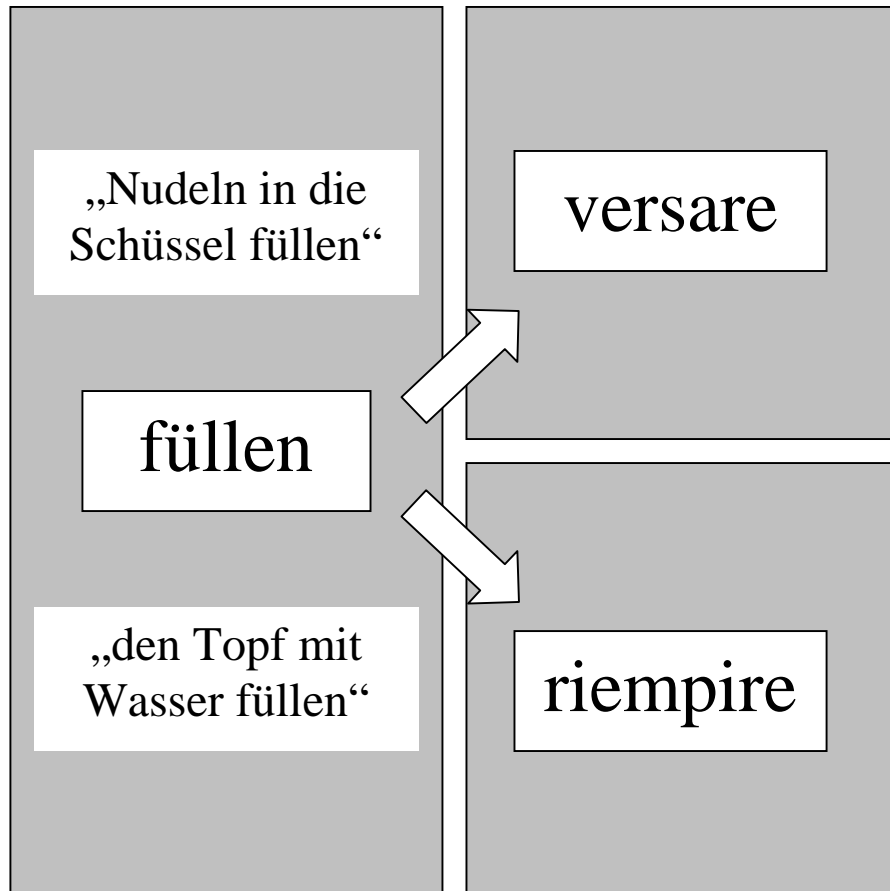 „Nudeln in die
Schüssel füllen“
füllen
„den Topf mit
Wasser füllen“
versare
riempire